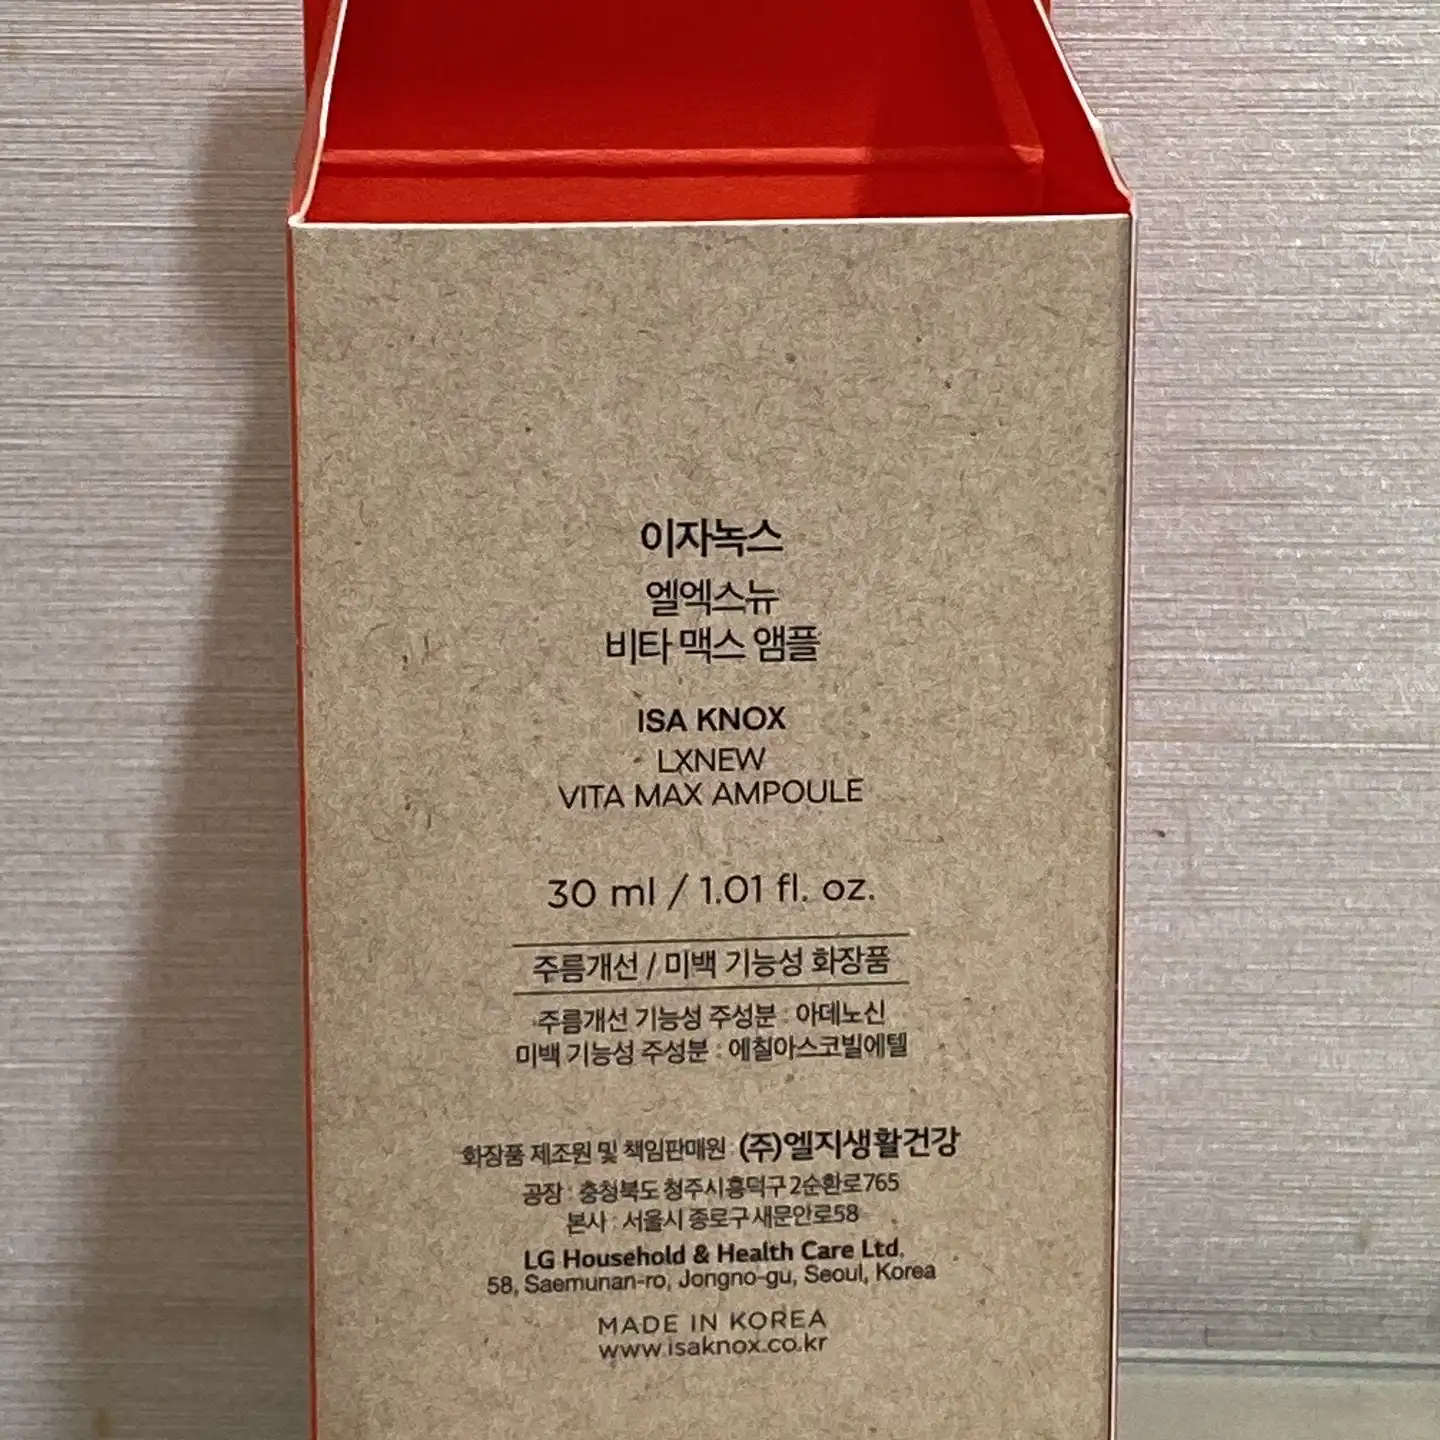 이자녹스
엘엑스뉴
비타 맥스 앰플
ISA KNOX
LXNEW
VITA MAX AMPOULE
30 ml / 1.01 fl. oz.
주름개선 / 미백 기능성 화장품
주름개선 기능성 주성분 : 아데노신
미백 기능성 주성분 : 에칠아스코빌에텔
화장품 제조원 및 책임판매원 : (주)엘지생활건강
공장 : 충청북도 청주시 흥덕구 2순환로 765
본사 : 서울시 종로구 새문안로 58
LG Household & Health Care Ltd.
58, Saemunan-ro, Jongno-gu, Seoul, Korea
MADE IN KOREA
www.isaknox.co.kr